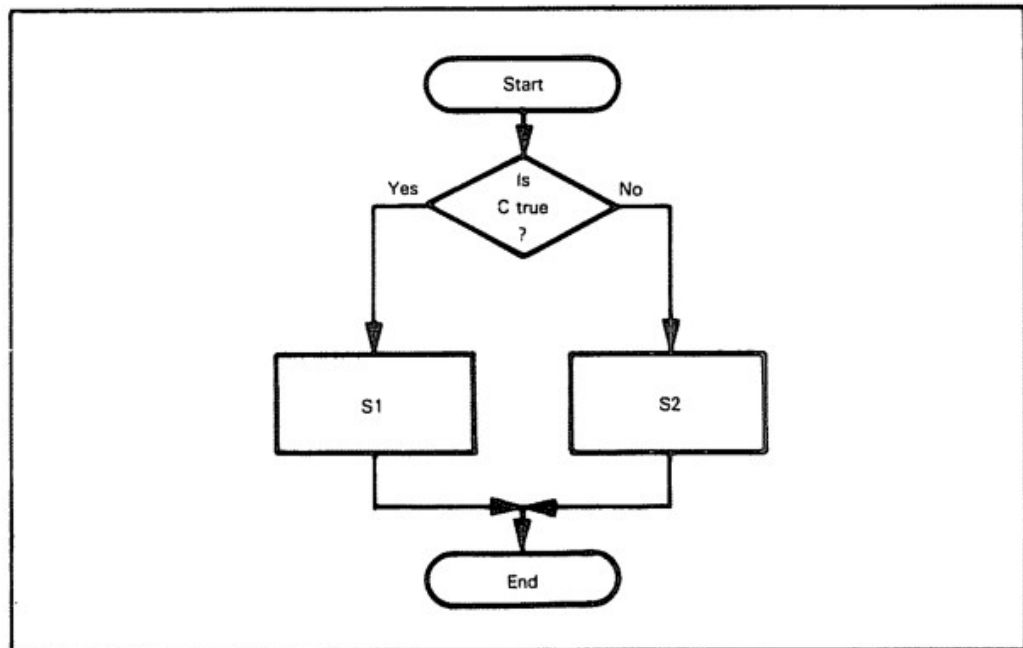 Start
Is
C true
?
Yes
No
S1
S2
End